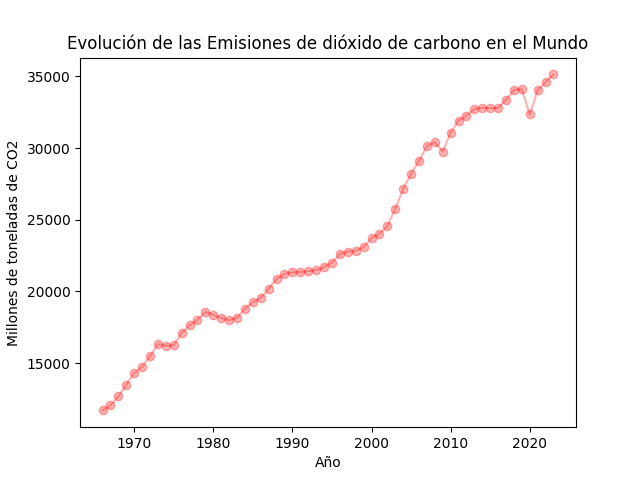 Evolución de las Emisiones de dióxido de carbono en el Mundo
35000
30000
25000
20000
15000
Millones de toneladas de CO2
1970 1980 1990 2000 2010 2020
Año